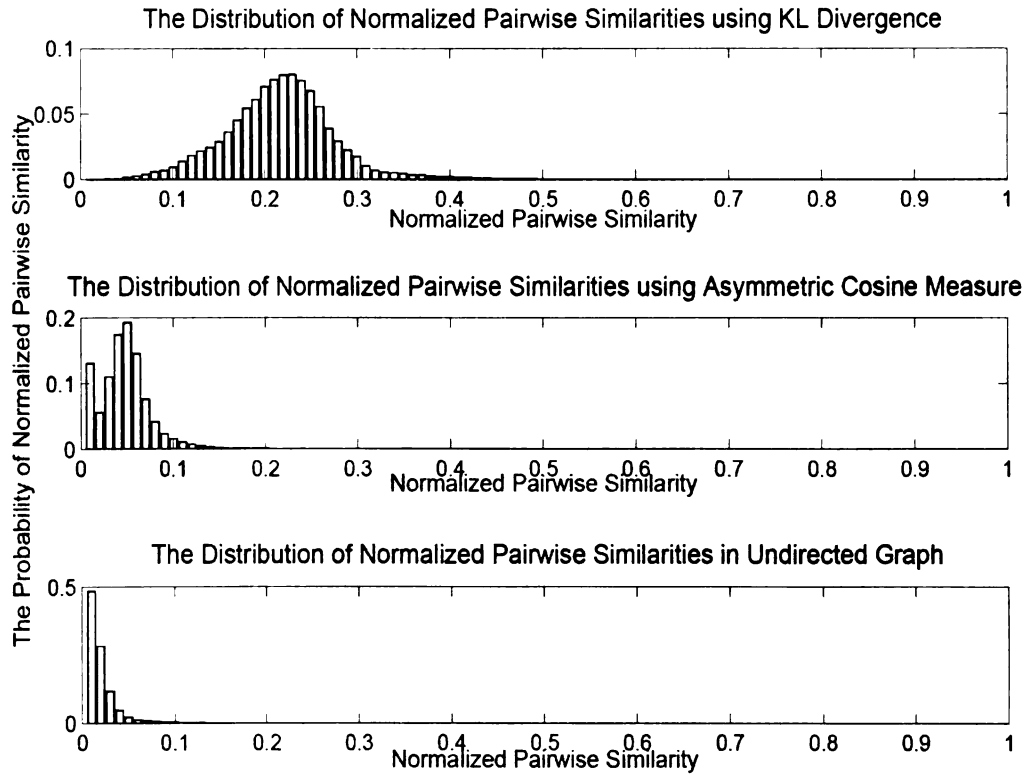 The Distribution of Normalized Pairwise Similarities using KL Divergence
0.1
0.05
0
0 0.1 0.2 0.3 0.4 0.5 0.6 0.7 0.8 0.9 1
Normalized Pairwise Similarity
The Probability of Normalized Pairwise Similarity
The Distribution of Normalized Pairwise Similarities using Asymmetric Cosine Measure
0.2
0.1
0
0 0.1 0.2 0.3 0.4 0.5 0.6 0.7 0.8 0.9 1
Normalized Pairwise Similarity
The Distribution of Normalized Pairwise Similarities in Undirected Graph
0.5
0
0 0.1 0.2 0.3 0.4 0.5 0.6 0.7 0.8 0.9 1
Normalized Pairwise Similarity